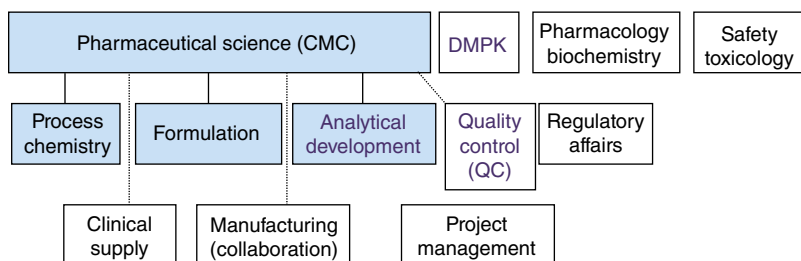 Pharmaceutical science (CMC)
DMPK
Pharmacology
biochemistry
Safety
toxicology
Process
chemistry
Formulation
Analytical
development
Quality
control
(QC)
Regulatory
affairs
Clinical
supply
Manufacturing
(collaboration)
Project
management